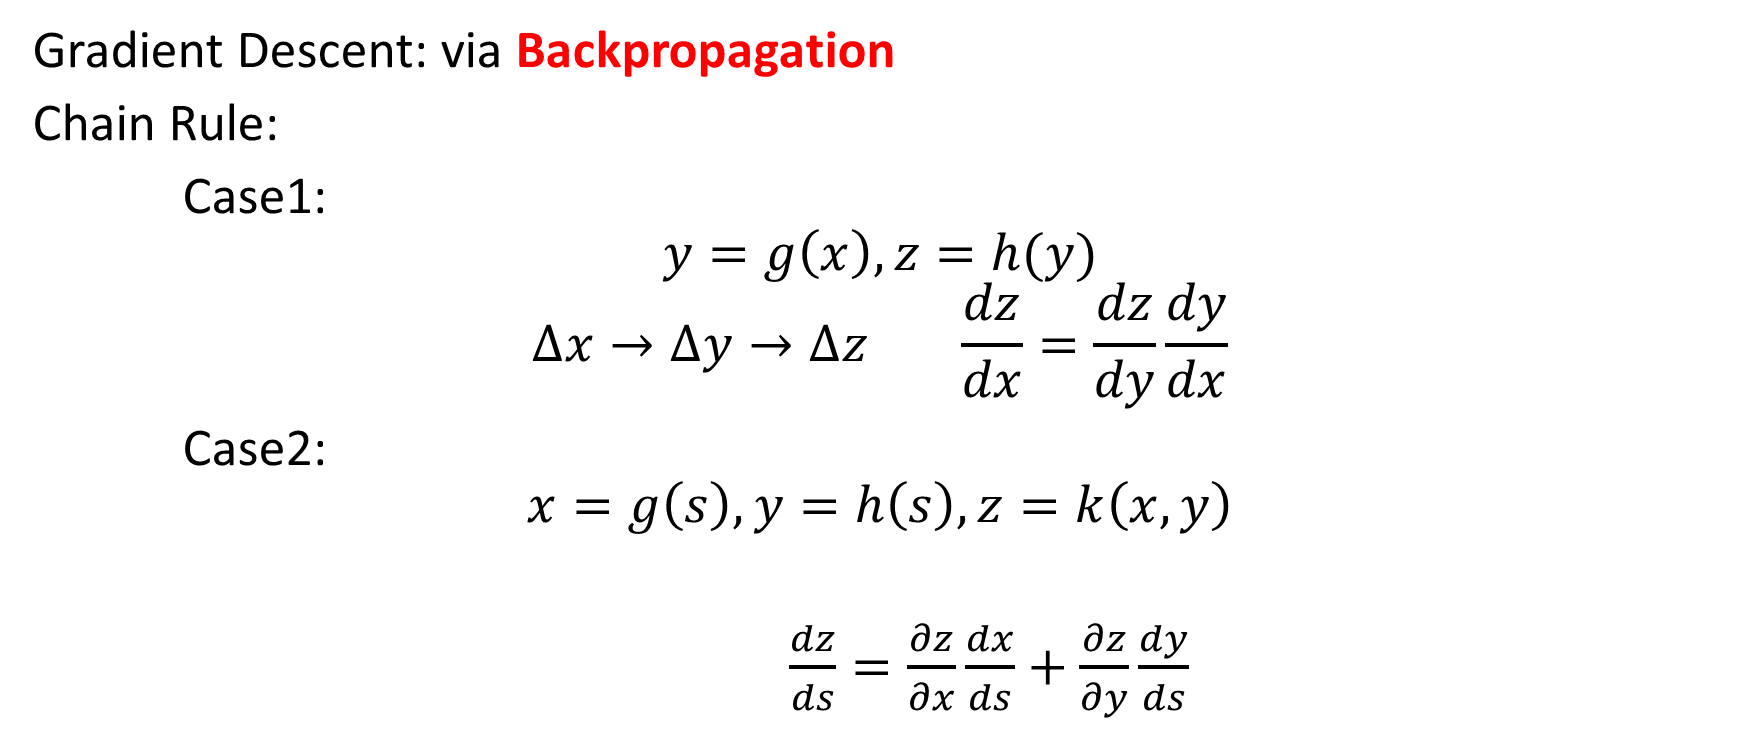 Gradient Descent: via Backpropagation
Chain Rule:
Case1:
y = g(x), z = h(y)
Δx → Δy → Δz    dz/dx = dz/dy dy/dx
Case2:
x = g(s), y = h(s), z = k(x, y)
dz/ds = ∂z/∂x dx/ds + ∂z/∂y dy/ds